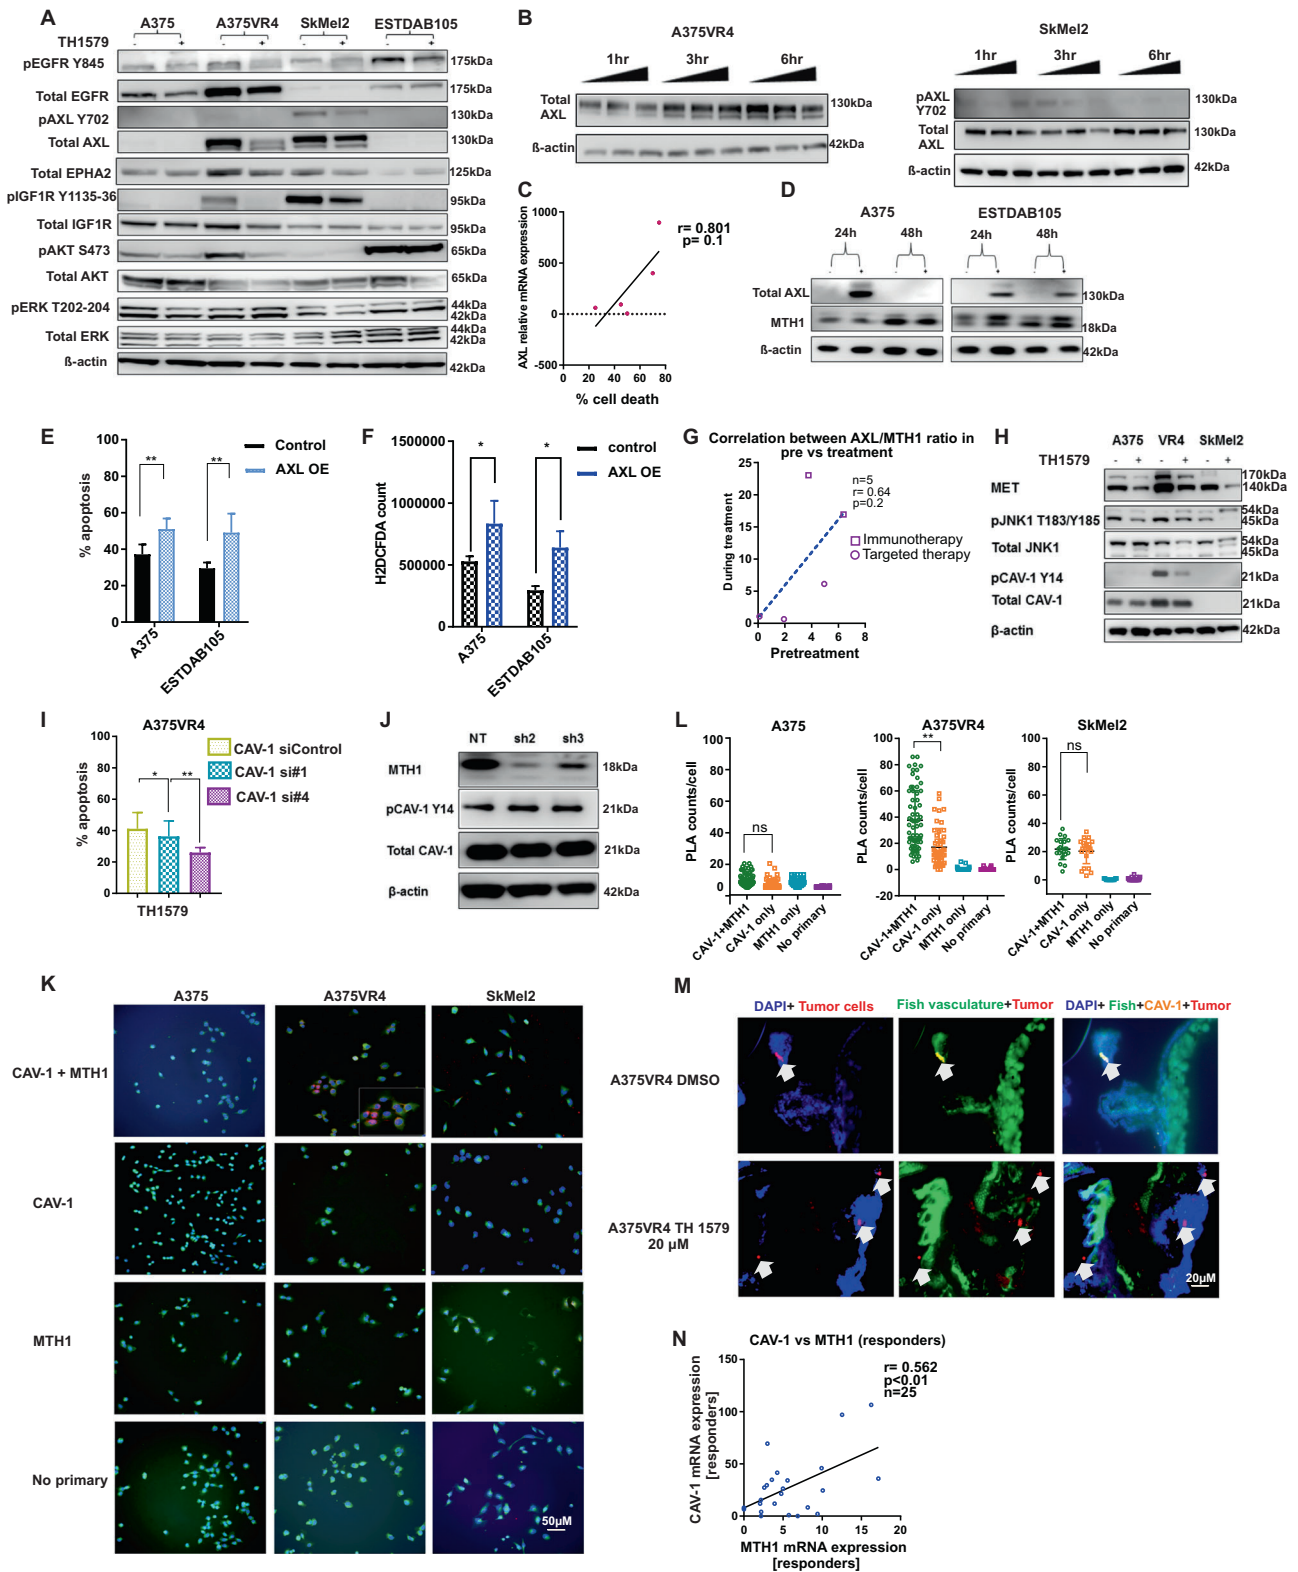 A
A375 A375VR4 SkMel2 ESTDAB105
TH1579 - + - + - + - +
pEGFR Y845 175kDa
Total EGFR 175kDa
pAXL Y702 130kDa
Total AXL 130kDa
Total EPHA2 125kDa
pIGF1R Y1135-36 95kDa
Total IGF1R 95kDa
pAKT S473 65kDa
Total AKT 65kDa
pERK T202-204 44kDa
42kDa
Total ERK 44kDa
42kDa
ß-actin 42kDa
B
A375VR4
1hr 3hr 6hr
Total
AXL
130kDa
ß-actin 42kDa
SkMel2
1hr 3hr 6hr
pAXL
Y702
130kDa
Total
AXL
130kDa
ß-actin 42kDa
C
AXL relative mRNA expression
1000
500
0
-500
0 20 40 60 80
% cell death
r= 0.801
p= 0.1
D
A375 ESTDAB105
24h 48h 24h 48h
- + - + - + - +
Total AXL 130kDa
MTH1 18kDa
ß-actin 42kDa
E
% apoptosis
100
80
60
40
20
0
** **
A375
ESTDAB105
Control
AXL OE
F
H2DCFDA count
1500000
1000000
500000
0
* *
A375
ESTDAB105
control
AXL OE
G
Correlation between AXL/MTH1 ratio in
pre vs treatment
During treatment
25
20
15
10
5
0
0 2 4 6 8
Pretreatment
n=5
r= 0.64
p=0.2
Immunotherapy
Targeted therapy
H
A375 VR4 SkMel2
TH1579 - + - + - +
MET 170kDa
140kDa
pJNK1 T183/Y185 54kDa
45kDa
Total JNK1 54kDa
45kDa
pCAV-1 Y14 21kDa
Total CAV-1 21kDa
β-actin 42kDa
I
A375VR4
% apoptosis
100
80
60
40
20
0
* **
TH1579
CAV-1 siControl
CAV-1 si#1
CAV-1 si#4
J
NT sh2 sh3
MTH1 18kDa
pCAV-1 Y14 21kDa
Total CAV-1 21kDa
β-actin 42kDa
L
A375
PLA counts/cell
100
80
60
40
20
0
ns
CAV-1+MTH1
CAV-1 only
MTH1 only
No primary
A375VR4
PLA counts/cell
100
80
60
40
20
0
-20
**
CAV-1+MTH1
CAV-1 only
MTH1 only
No primary
SkMel2
PLA counts/cell
100
80
60
40
20
0
ns
CAV-1+MTH1
CAV-1 only
MTH1 only
No primary
K
A375 A375VR4 SkMel2
CAV-1 + MTH1
CAV-1
MTH1
No primary
50µM
M
DAPI+ Tumor cells Fish vasculature+Tumor DAPI+ Fish+CAV-1+Tumor
A375VR4 DMSO
A375VR4 TH 1579
20 µM
20µM
N
CAV-1 vs MTH1 (responders)
CAV-1 mRNA expression
[responders]
150
100
50
0
0 5 10 15 20
MTH1 mRNA expression
[responders]
r= 0.562
p<0.01
n=25